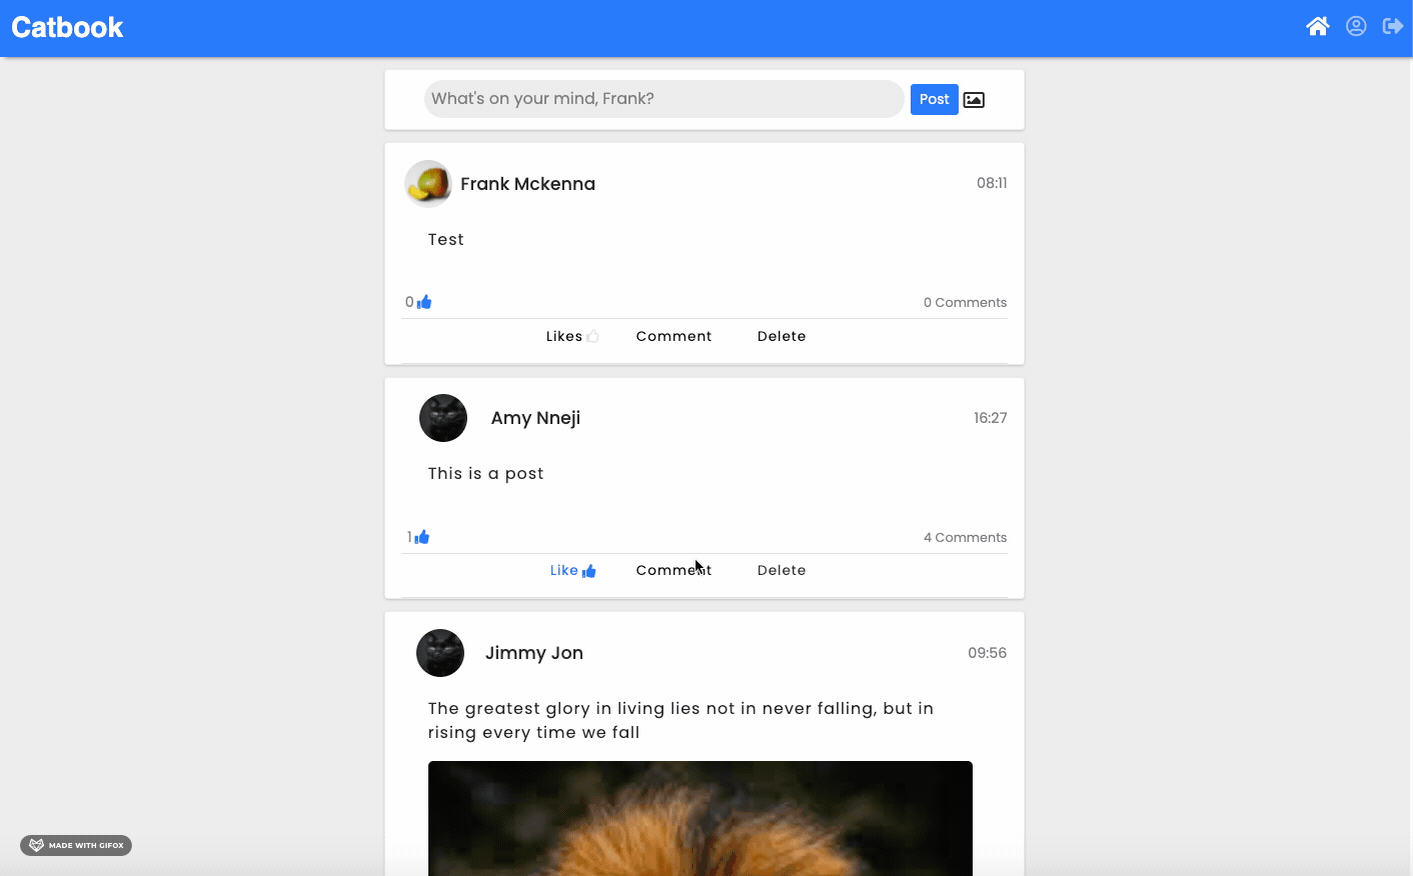 Catbook
What's on your mind, Frank?
Post
Frank Mckenna
08:11
Test
0
0 Comments
Likes
Comment
Delete
Amy Nneji
16:27
This is a post
1
4 Comments
Like
Comment
Delete
Jimmy Jon
09:56
The greatest glory in living lies not in never falling, but in
rising every time we fall
MADE WITH GIFOX